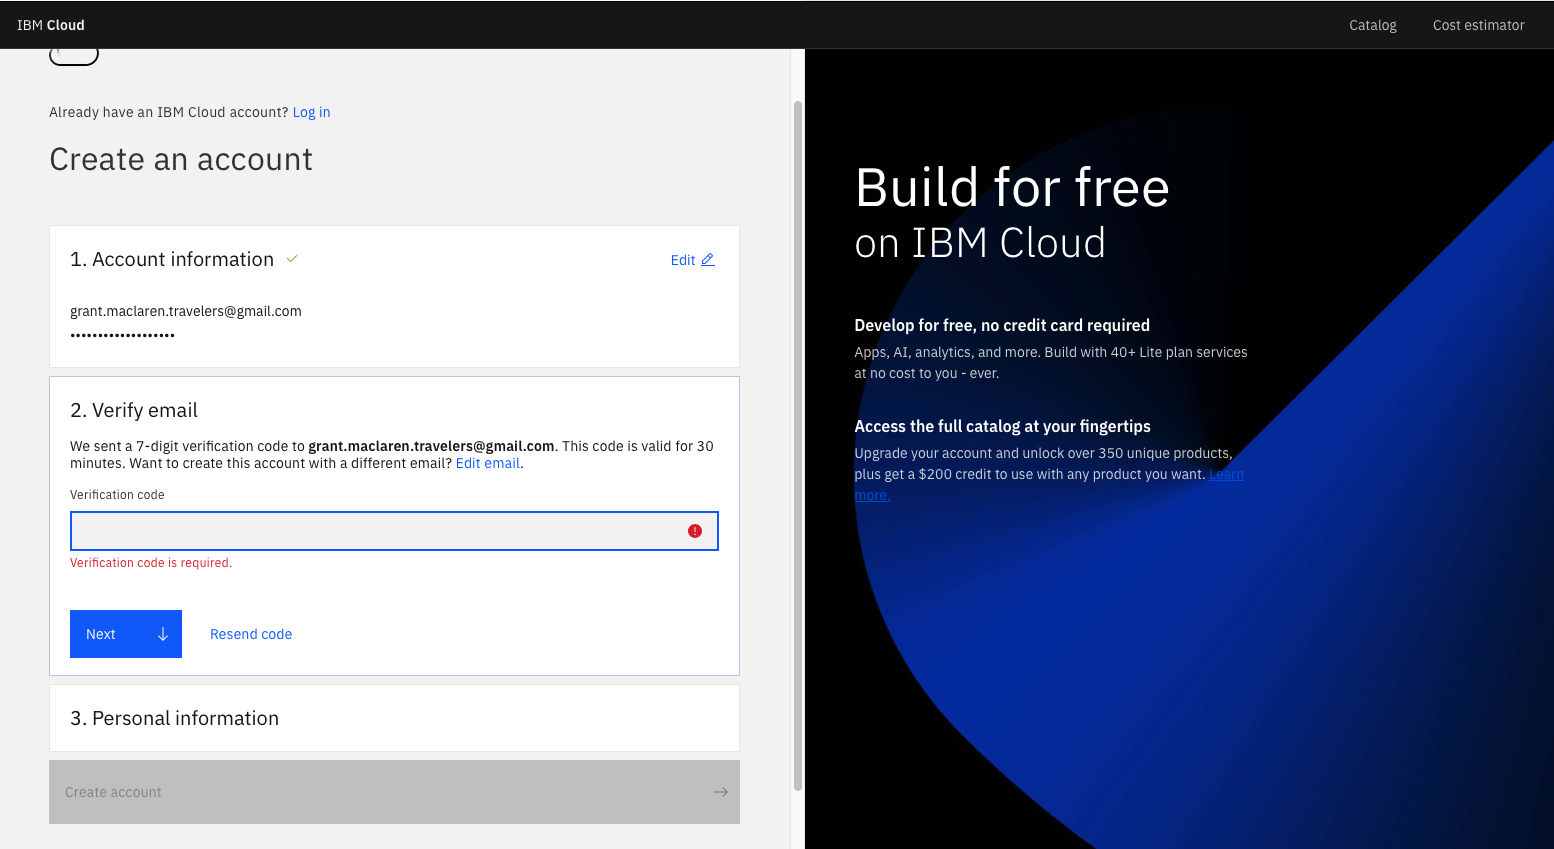 IBM Cloud
Catalog
Cost estimator
Already have an IBM Cloud account? Log in
Create an account
1. Account information
Edit
grant.maclaren.travelers@gmail.com
•••••••••••••••••••
2. Verify email
We sent a 7-digit verification code to grant.maclaren.travelers@gmail.com. This code is valid for 30
minutes. Want to create this account with a different email? Edit email.
Verification code
Verification code is required.
Next
Resend code
3. Personal information
Create account
Build for free
on IBM Cloud
Develop for free, no credit card required
Apps, AI, analytics, and more. Build with 40+ Lite plan services
at no cost to you - ever.
Access the full catalog at your fingertips
Upgrade your account and unlock over 350 unique products,
plus get a $200 credit to use with any product you want. Learn
more.